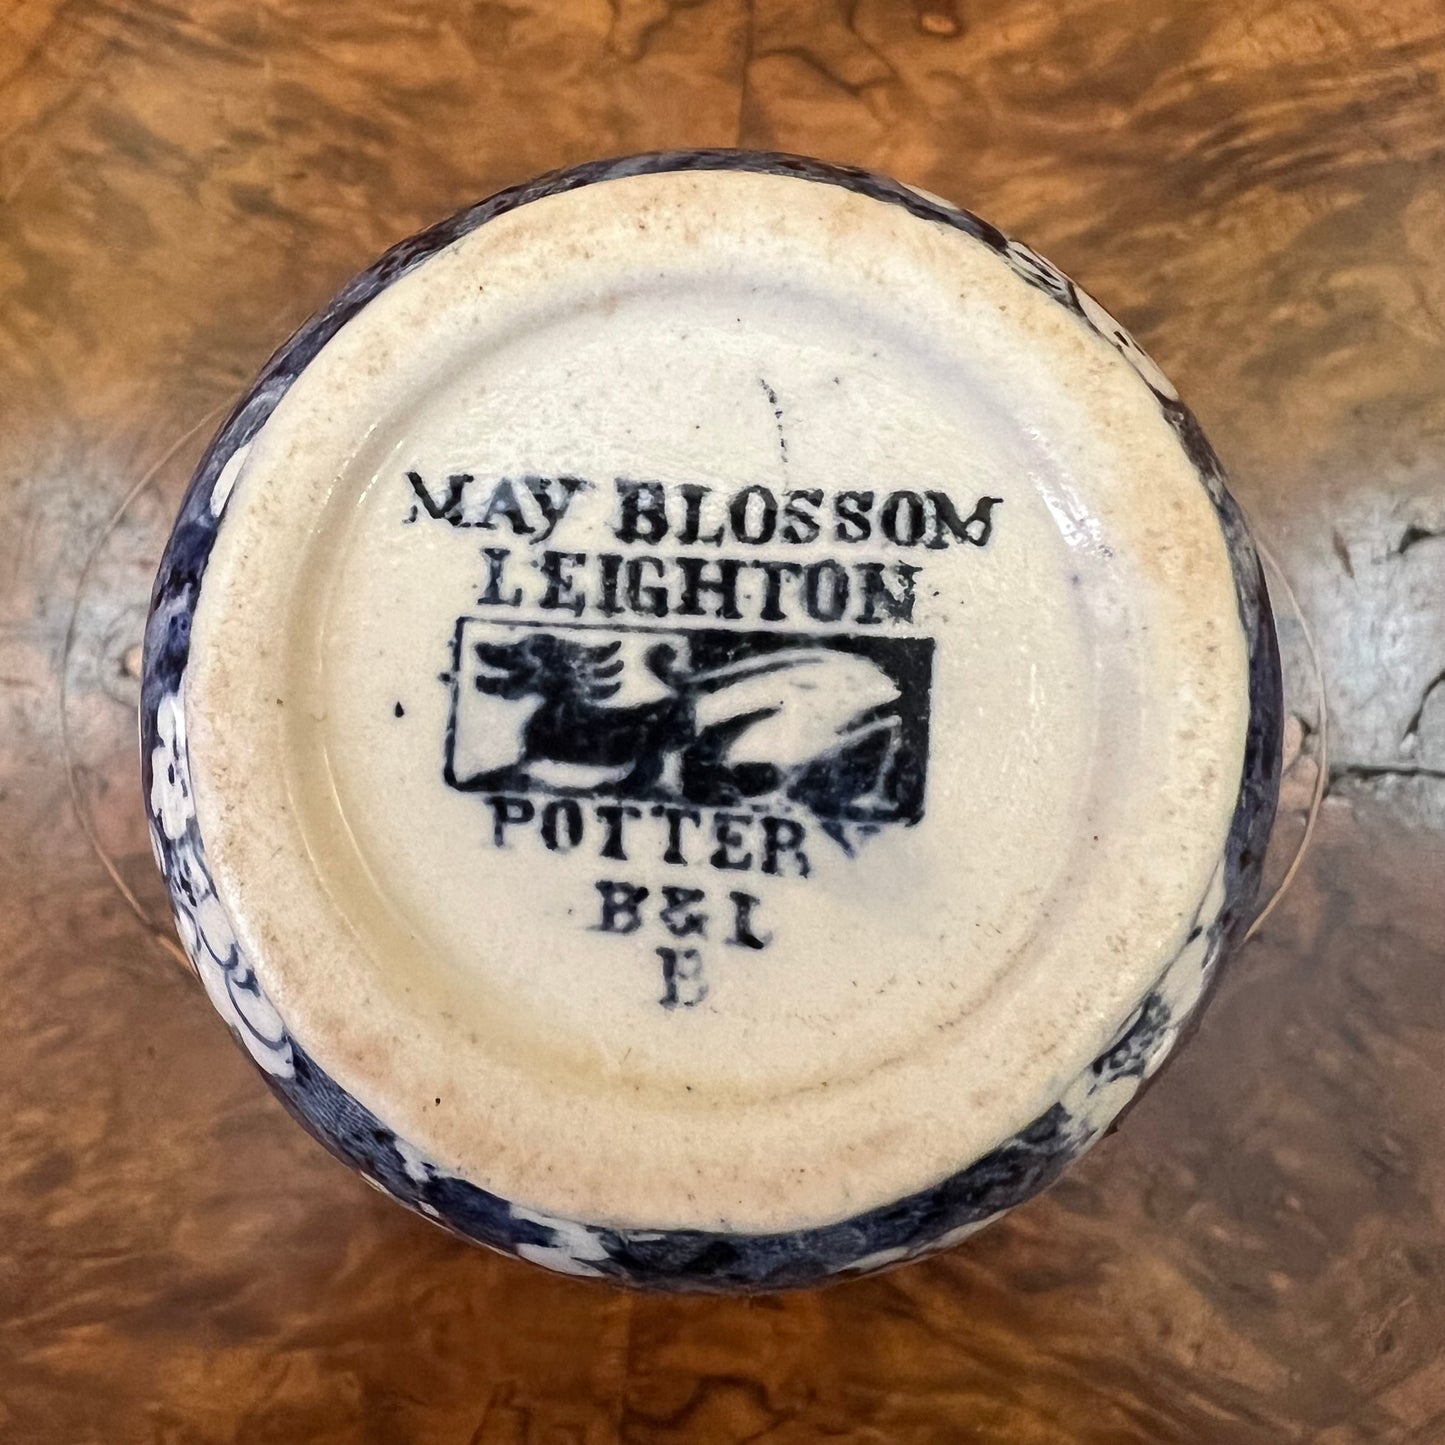 MAY BLOSSOM
LEIGHTON
POTTERY
B & L
B